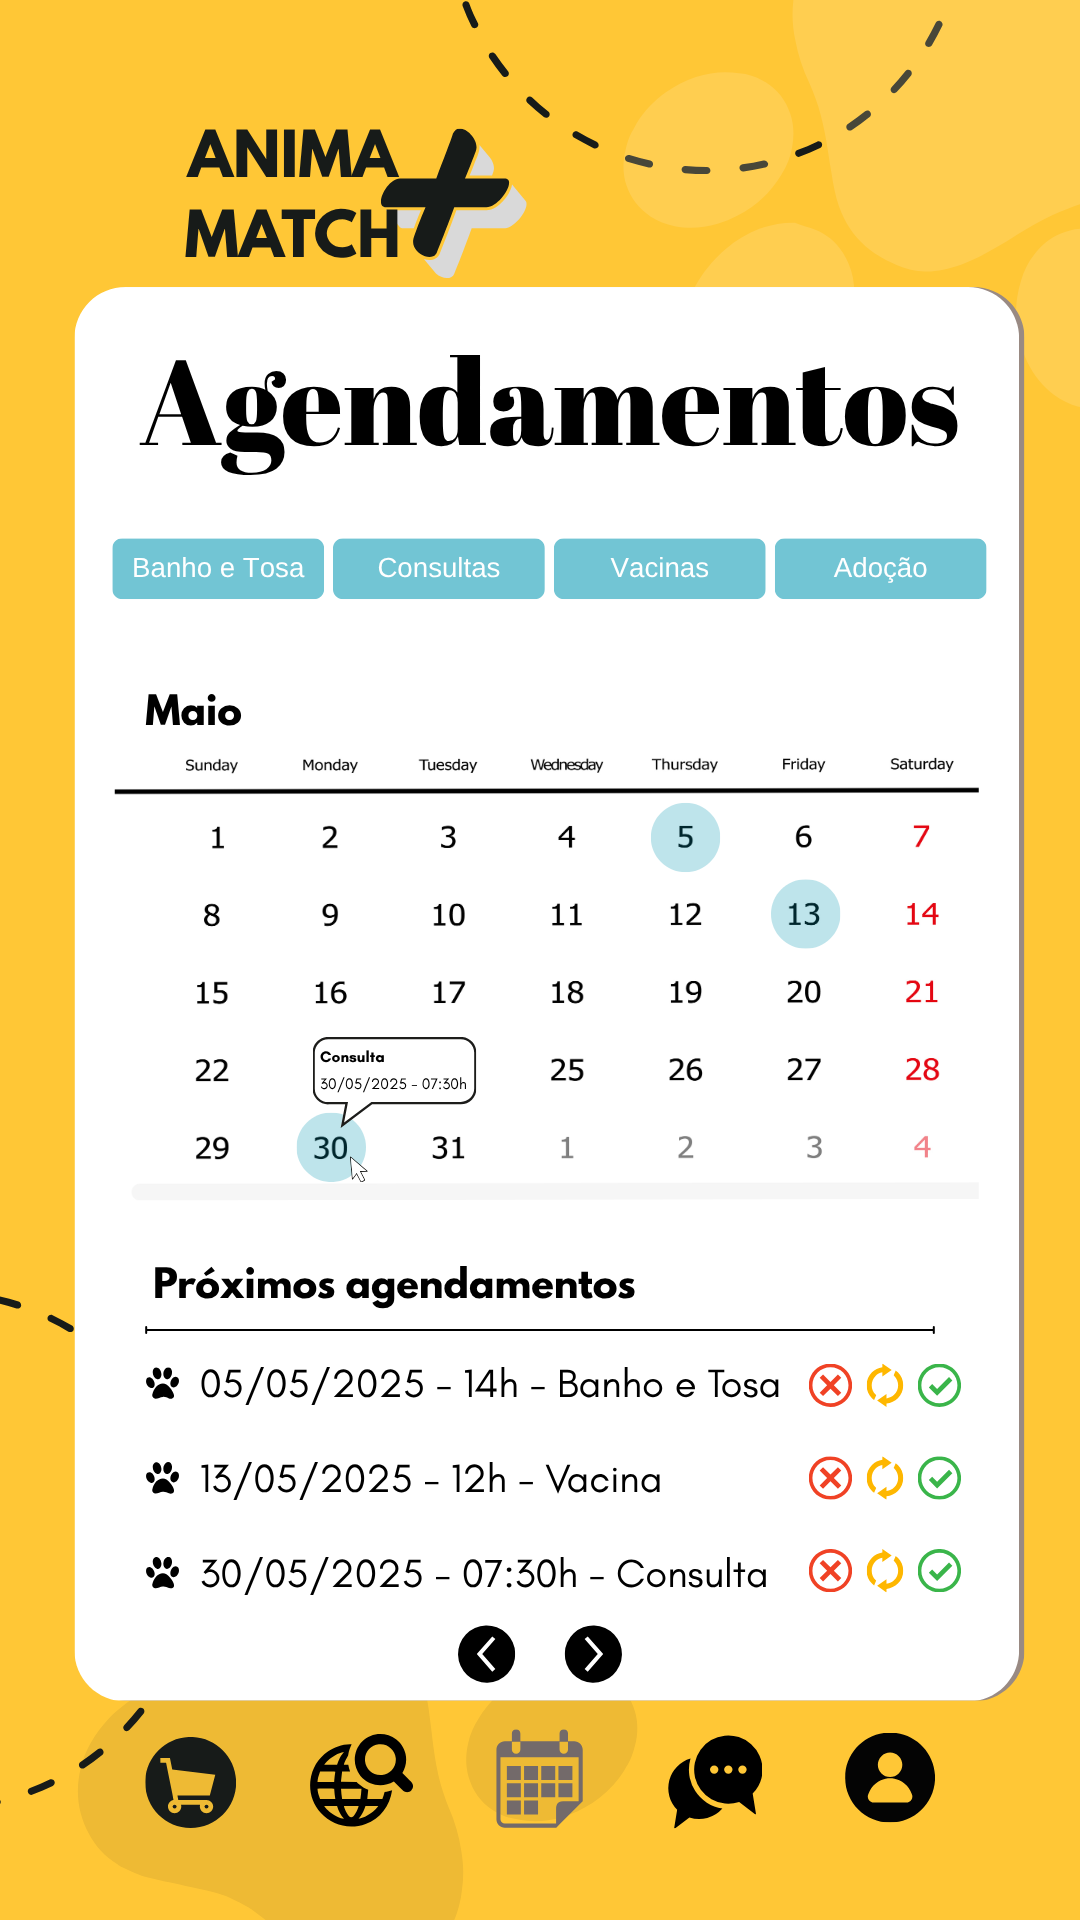 ANIMA
MATCH
Agendamentos
Banho e Tosa Consultas Vacinas Adoção
Maio
Sunday Monday Tuesday Wednesday Thursday Friday Saturday
1 2 3 4 5 6 7
8 9 10 11 12 13 14
15 16 17 18 19 20 21
Consulta
30/05/2025 - 07:30h
22 25 26 27 28
29 30 31 1 2 3 4
Próximos agendamentos
05/05/2025 - 14h - Banho e Tosa
13/05/2025 - 12h - Vacina
30/05/2025 - 07:30h - Consulta